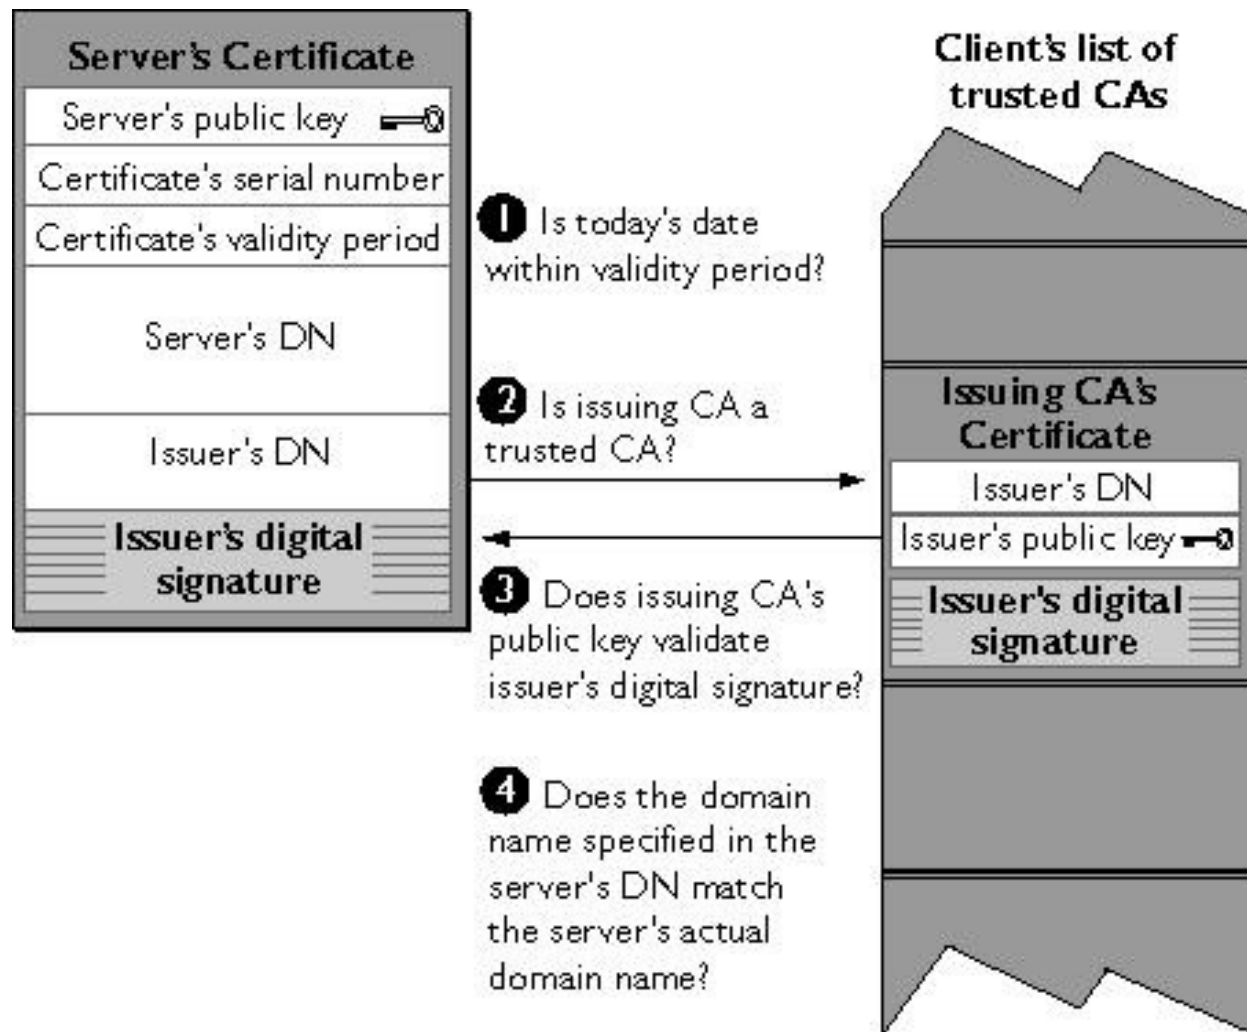 Server's Certificate
Server's public key
Certificate's serial number
Certificate's validity period
Server's DN
Issuer's DN
Issuer's digital
signature
1 Is today's date
within validity period?
2 Is issuing CA a
trusted CA?
3 Does issuing CA's
public key validate
issuer's digital signature?
4 Does the domain
name specified in the
server's DN match
the server's actual
domain name?
Client's list of
trusted CAs
Issuing CA's
Certificate
Issuer's DN
Issuer's public key
Issuer's digital
signature